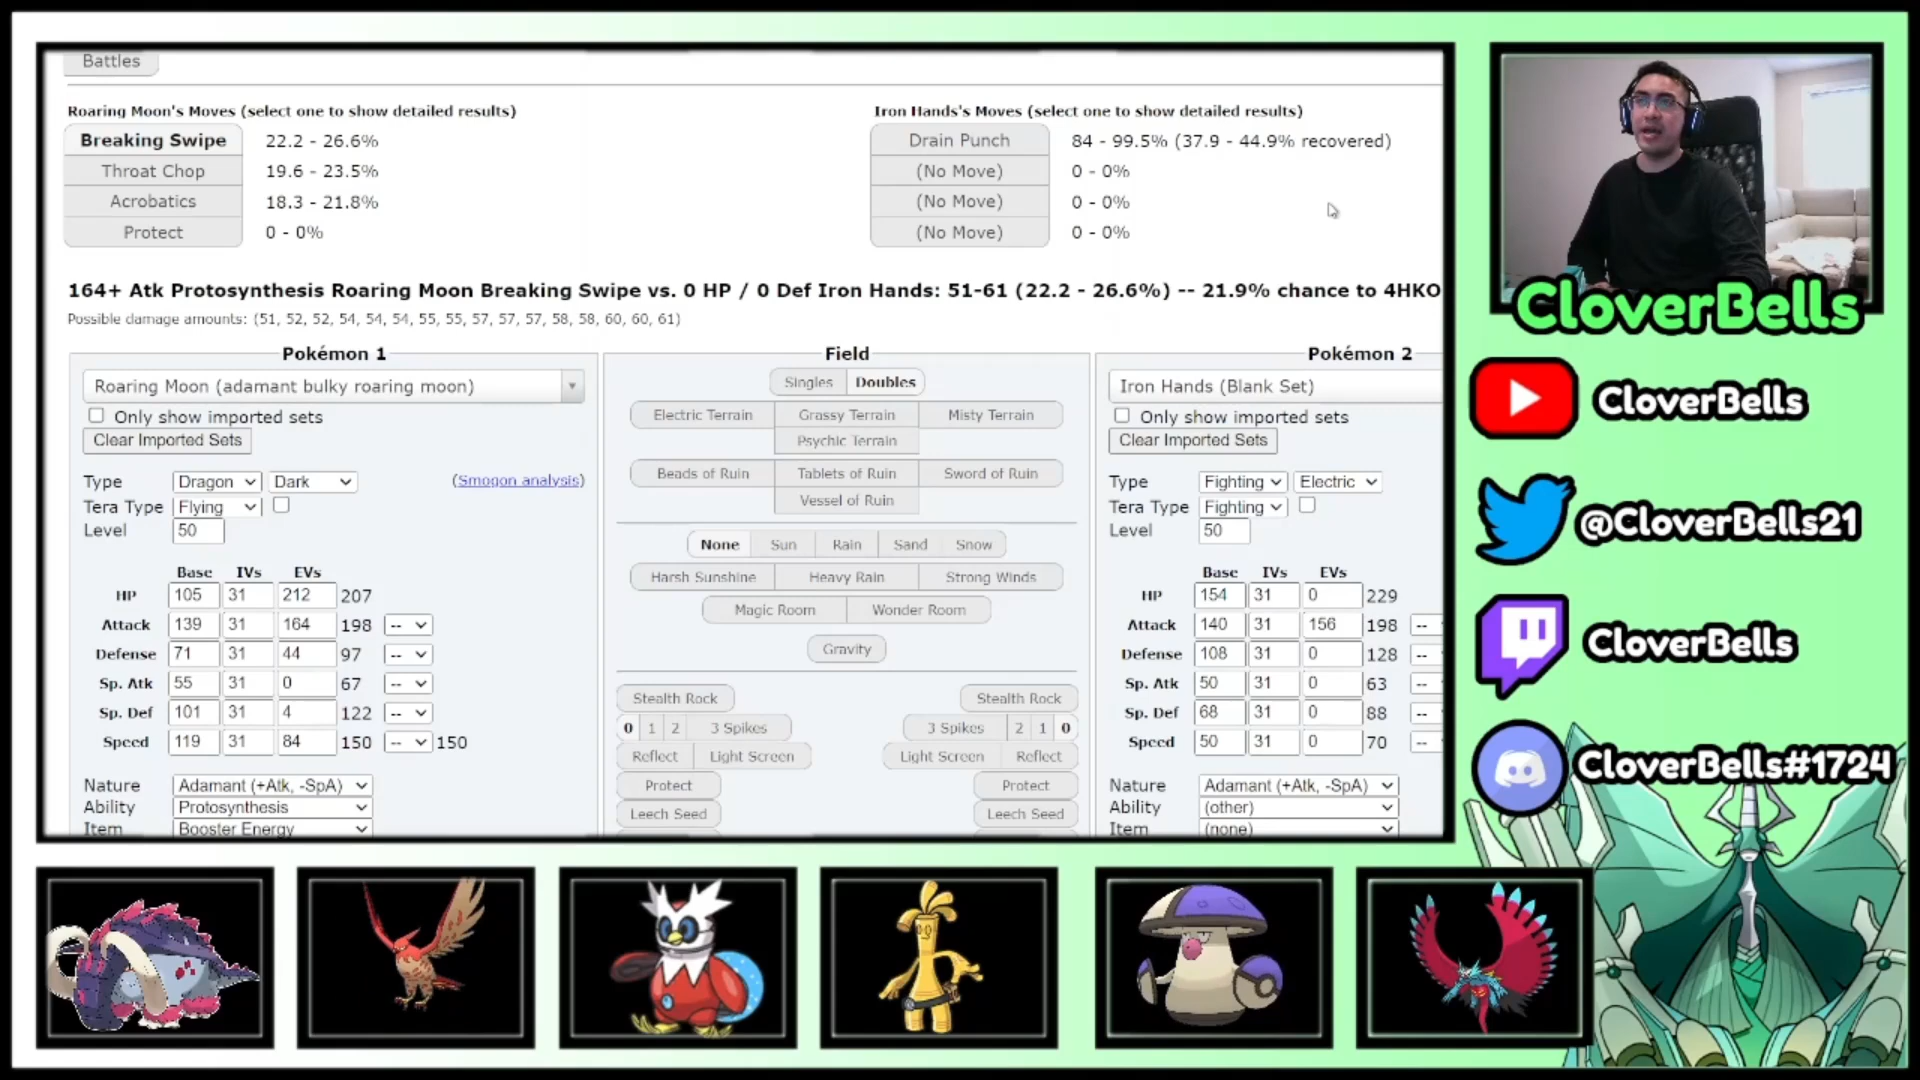 Battles
Roaring Moon's Moves (select one to show detailed results)
Breaking Swipe 22.2 - 26.6%
Throat Chop 19.6 - 23.5%
Acrobatics 18.3 - 21.8%
Protect 0 - 0%
Iron Hands's Moves (select one to show detailed results)
Drain Punch 84 - 99.5% (37.9 - 44.9% recovered)
(No Move) 0 - 0%
(No Move) 0 - 0%
(No Move) 0 - 0%
164+ Atk Protosynthesis Roaring Moon Breaking Swipe vs. 0 HP / 0 Def Iron Hands: 51-61 (22.2 - 26.6%) -- 21.9% chance to 4HKO
Possible damage amounts: (51, 52, 52, 54, 54, 54, 55, 55, 57, 57, 57, 58, 58, 60, 60, 61)
Pokémon 1
Roaring Moon (adamant bulky roaring moon)
Only show imported sets
Clear Imported Sets
Type Dragon Dark (Smogon analysis)
Tera Type Flying
Level 50
Base IVs EVs
HP 105 31 212 207
Attack 139 31 164 198 --
Defense 71 31 44 97 --
Sp. Atk 55 31 0 67 --
Sp. Def 101 31 4 122 --
Speed 119 31 84 150 -- 150
Nature Adamant (+Atk, -SpA)
Ability Protosynthesis
Item Booster Energy
Field
Singles Doubles
Electric Terrain Grassy Terrain Misty Terrain
Psychic Terrain
Beads of Ruin Tablets of Ruin Sword of Ruin
Vessel of Ruin
None Sun Rain Sand Snow
Harsh Sunshine Heavy Rain Strong Winds
Magic Room Wonder Room
Gravity
Stealth Rock Stealth Rock
0 1 2 3 Spikes 3 Spikes 2 1 0
Reflect Light Screen Light Screen Reflect
Protect Protect
Leech Seed Leech Seed
Pokémon 2
Iron Hands (Blank Set)
Only show imported sets
Clear Imported Sets
Type Fighting Electric
Tera Type Fighting
Level 50
Base IVs EVs
HP 154 31 0 229
Attack 140 31 156 198 --
Defense 108 31 0 128 --
Sp. Atk 50 31 0 63 --
Sp. Def 68 31 0 88 --
Speed 50 31 0 70 --
Nature Adamant (+Atk, -SpA)
Ability (other)
Item (none)
CloverBells
CloverBells
@CloverBells21
CloverBells
CloverBells#1724